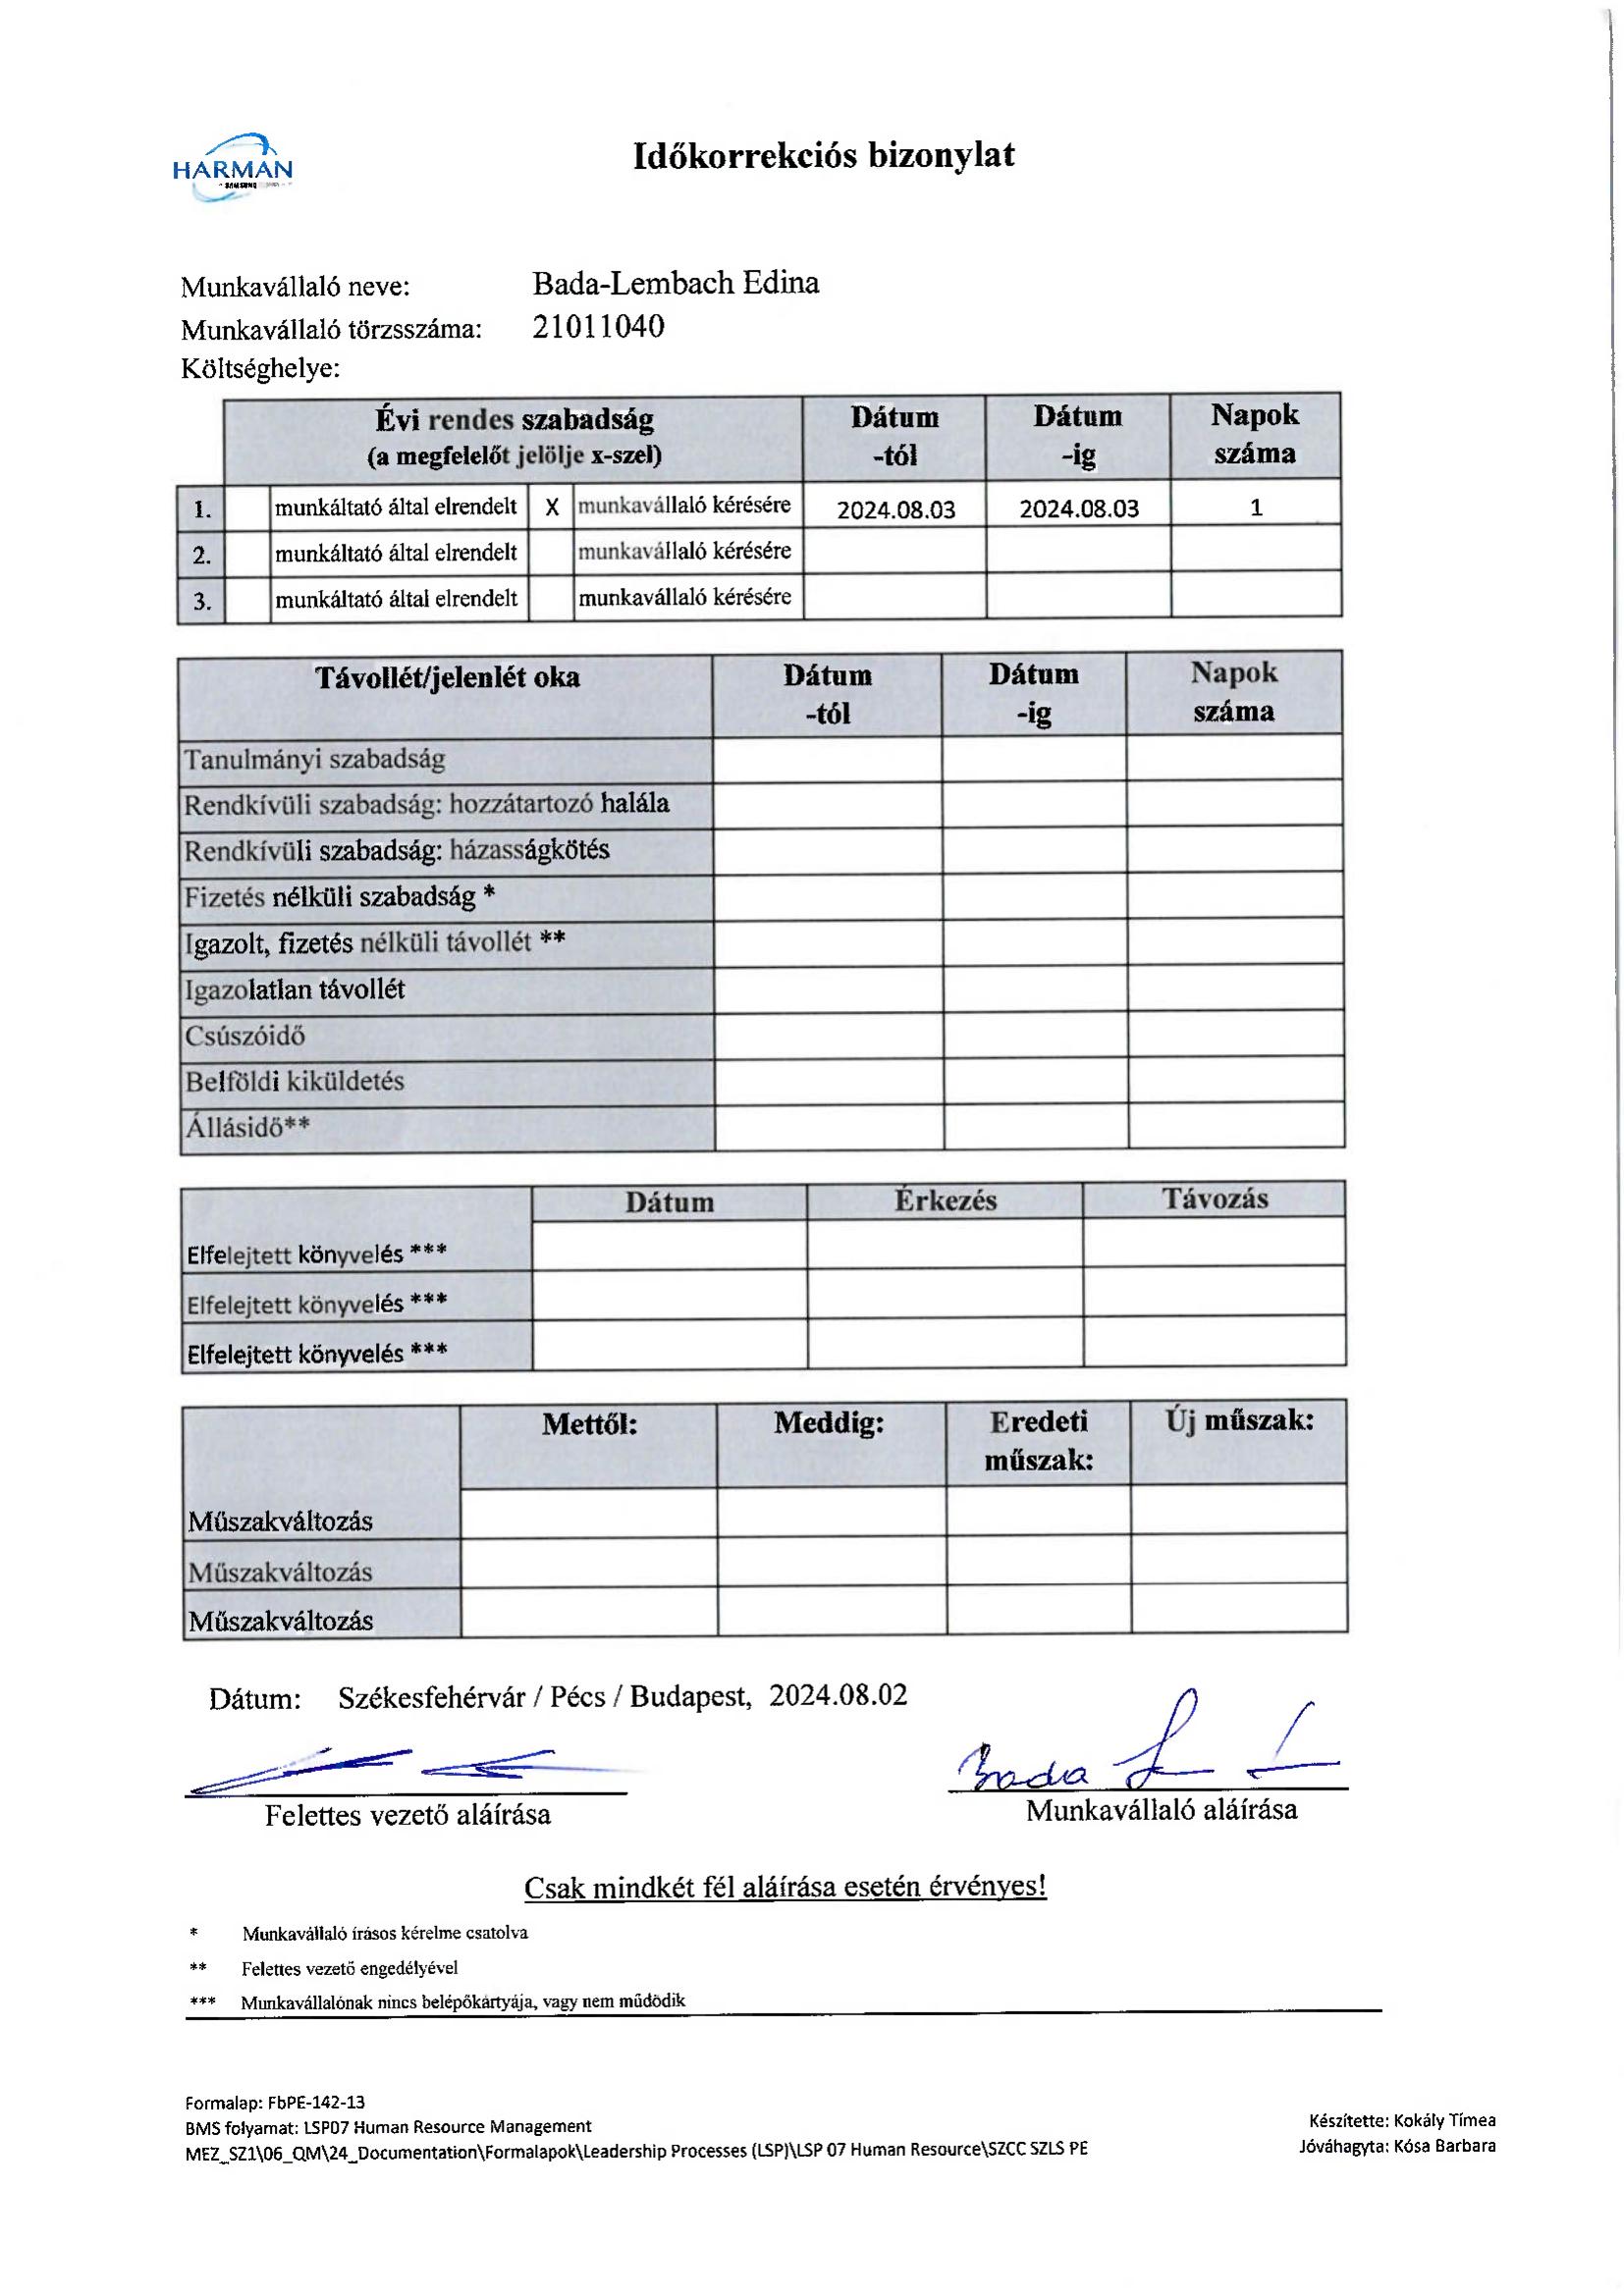 HARMAN
SAMSUNG
Időkorrekciós bizonylat
Munkavállaló neve: Bada-Lembach Edina
Munkavállaló törzsszáma: 21011040
Költséghelye:
Évi rendes szabadság (a megfelelőt jelölje x-szel) Dátum -tól Dátum -ig Napok száma
1. munkáltató által elrendelt X munkavállaló kérésére 2024.08.03 2024.08.03 1
2. munkáltató által elrendelt munkavállaló kérésére
3. munkáltató által elrendelt munkavállaló kérésére
Távollét/jelenlét oka Dátum -tól Dátum -ig Napok száma
Tanulmányi szabadság
Rendkívüli szabadság: hozzátartozó halála
Rendkívüli szabadság: házasságkötés
Fizetés nélküli szabadság *
Igazolt, fizetés nélküli távollét **
Igazolatlan távollét
Csúszóidő
Belföldi kiküldetés
Állásidő**
Dátum Érkezés Távozás
Elfelejtett könyvelés ***
Elfelejtett könyvelés ***
Elfelejtett könyvelés ***
Mettől: Meddig: Eredeti műszak: Új műszak:
Műszakváltozás
Műszakváltozás
Műszakváltozás
Dátum: Székesfehérvár / Pécs / Budapest, 2024.08.02
Bada
Felettes vezető aláírása Munkavállaló aláírása
Csak mindkét fél aláírása esetén érvényes!
* Munkavállaló írásos kérelme csatolva
** Felettes vezető engedélyével
*** Munkavállalónak nincs belépőkártyája, vagy nem működik
Formalap: FbPE-142-13
BMS folyamat: LSP07 Human Resource Management
MEZ_SZ1\06_QM\24_Documentation\Formalapok\Leadership Processes (LSP)\LSP 07 Human Resource\SZCC SZLS PE
Készítette: Kokály Tímea
Jóváhagyta: Kósa Barbara